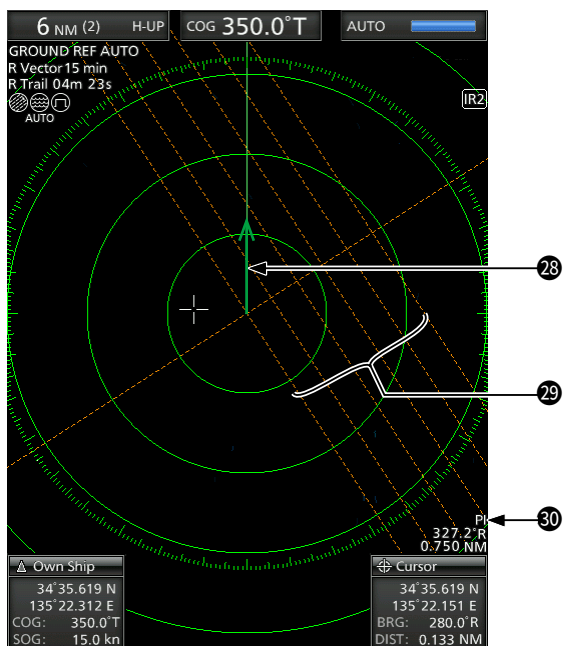 6 NM (2) H-UP COG 350.0°T AUTO
GROUND REF AUTO
R Vector 15 min
R Trail 04m 23s
IR2
AUTO
28
29
30
PI
327.2°R
0.750 NM
Own Ship
34°35.619 N
135°22.312 E
COG: 350.0°T
SOG: 15.0 kn
Cursor
34°35.619 N
135°22.151 E
BRG: 280.0°R
DIST: 0.133 NM